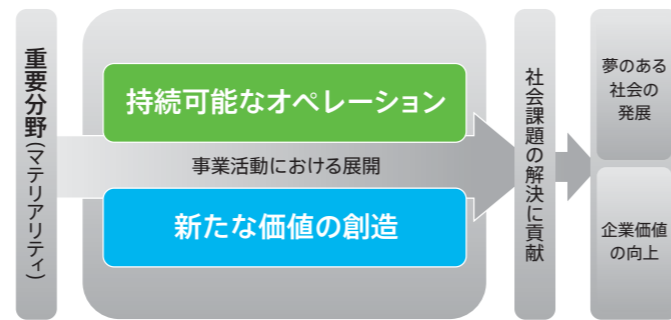 重要分野(マテリアリティ)
持続可能なオペレーション
事業活動における展開
新たな価値の創造
社会課題の解決に貢献
夢のある
社会の
発展
企業価値
の向上